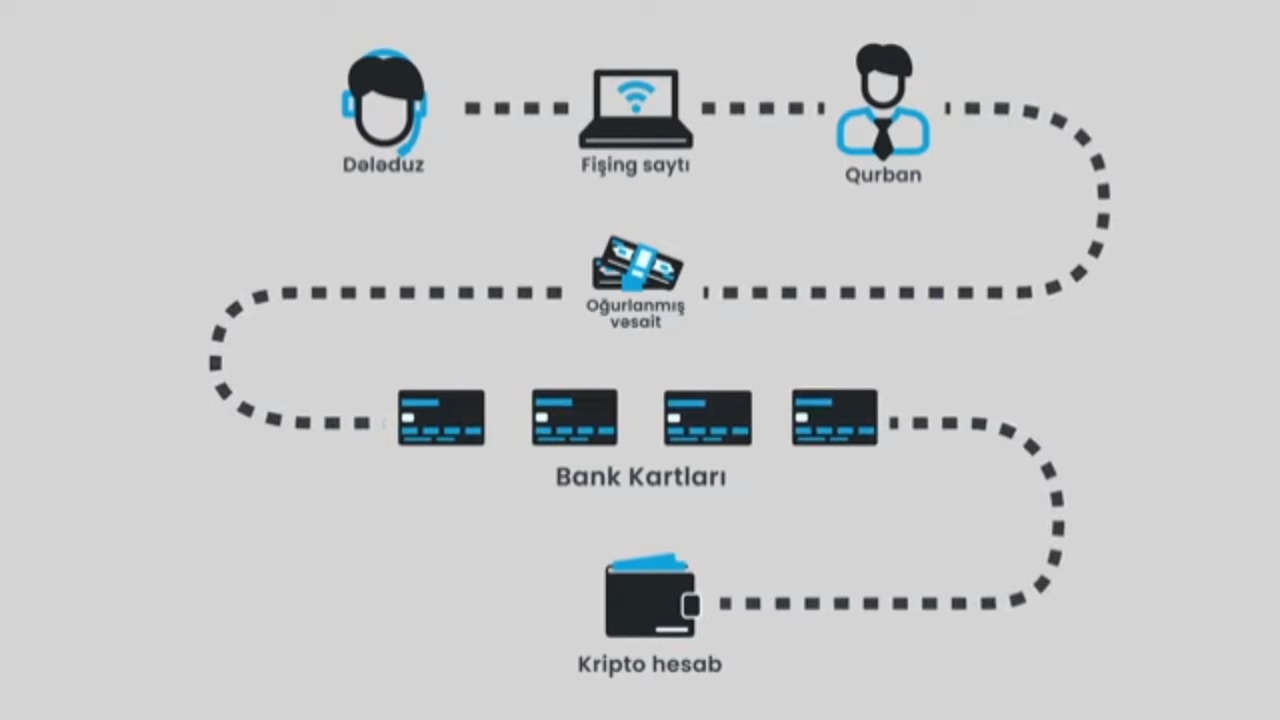 Dələduz
Fişing saytı
Qurban
Oğurlanmış
vəsait
Bank Kartları
Kripto hesab